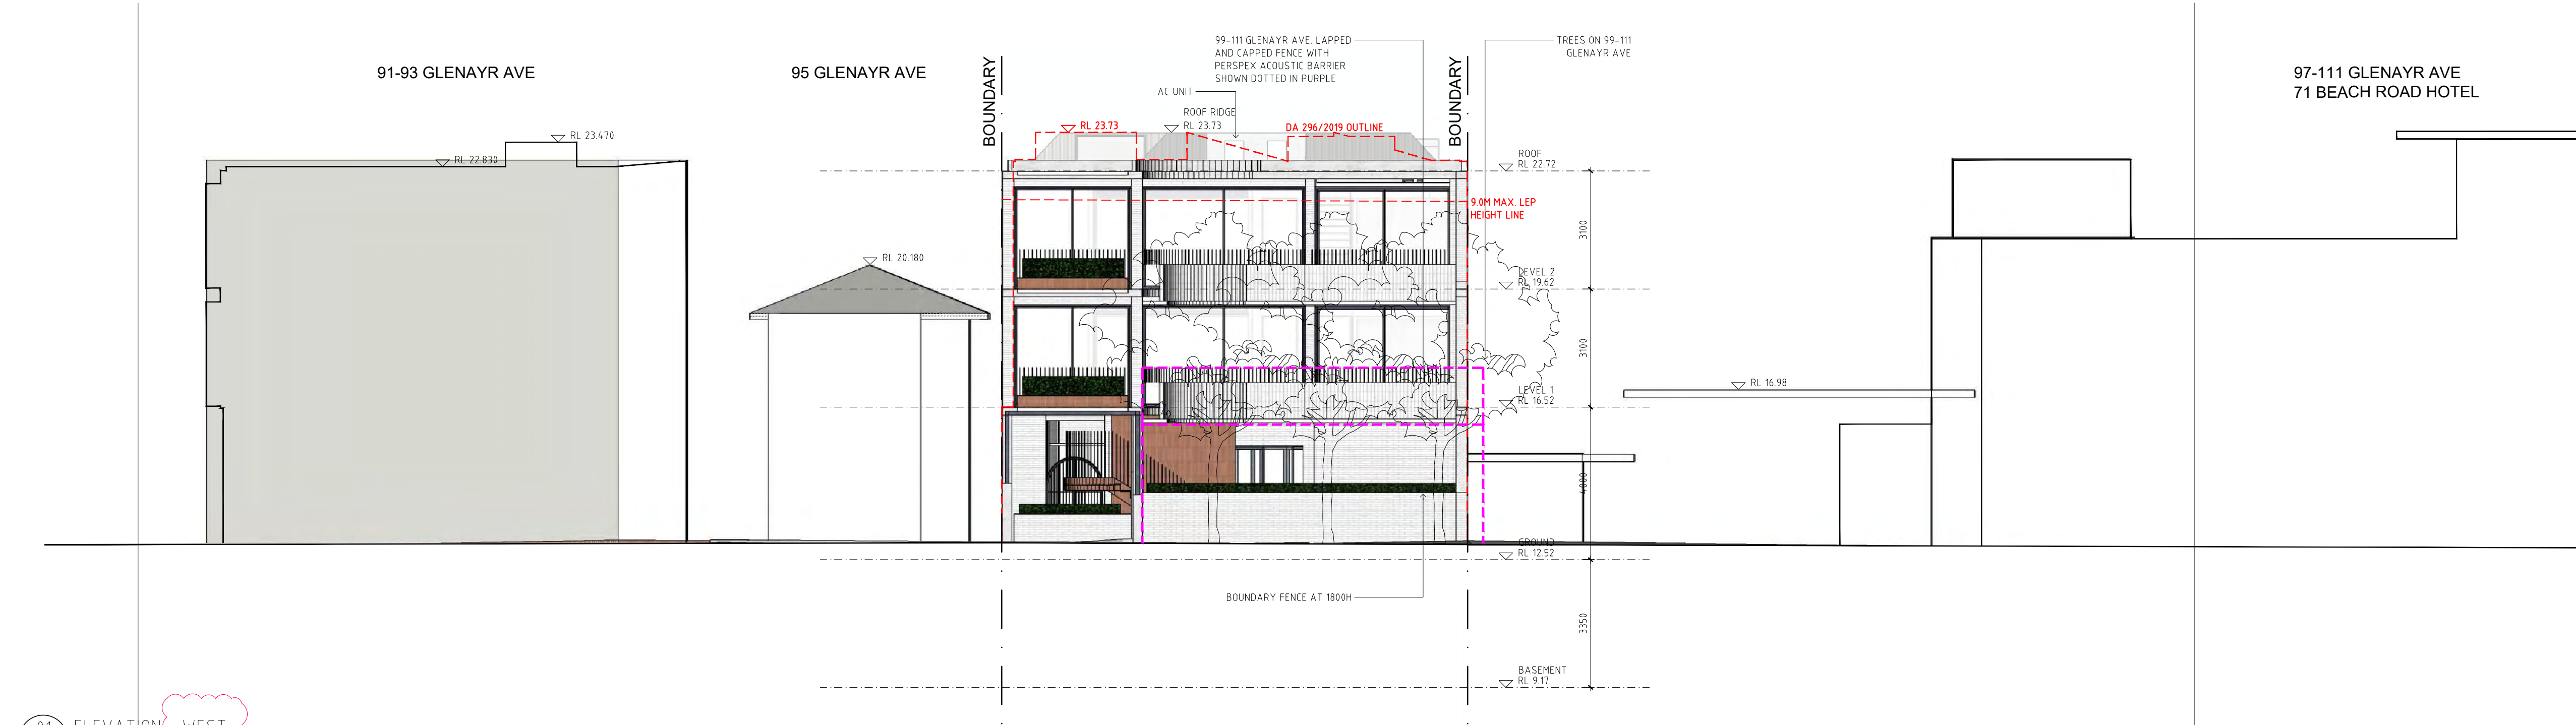 99-111 GLENAYR AVE. LAPPED
AND CAPPED FENCE WITH
PERSPEX ACOUSTIC BARRIER
SHOWN DOTTED IN PURPLE
TREES ON 99-111
GLENAYR AVE
91-93 GLENAYR AVE
95 GLENAYR AVE
BOUNDARY
BOUNDARY
97-111 GLENAYR AVE
71 BEACH ROAD HOTEL
AC UNIT
ROOF RIDGE
RL 23.73
RL 23.73
DA 296/2019 OUTLINE
RL 23.470
RL 22.830
ROOF
RL 22.72
9.0M MAX. LEP
HEIGHT LINE
3100
RL 20.180
LEVEL 2
RL 19.62
3100
RL 16.98
LEVEL 1
RL 16.52
4000
GROUND
RL 12.52
BOUNDARY FENCE AT 1800H
3350
BASEMENT
RL 9.17
01 ELEVATION WEST